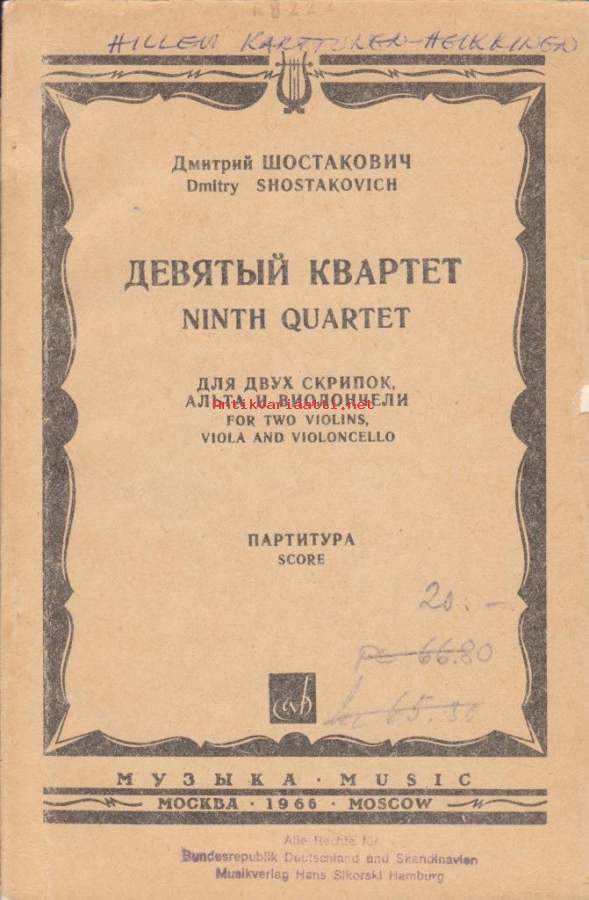 HILLEVI KARTTUNEN-HEIKKINEN
Дмитрий ШОСТАКОВИЧ
Dmitry SHOSTAKOVICH
ДЕВЯТЫЙ КВАРТЕТ
NINTH QUARTET
ДЛЯ ДВУХ СКРИПОК,
АЛЬТА И ВИОЛОНЧЕЛИ
Antikvariaatti.net
FOR TWO VIOLINS,
VIOLA AND VIOLONCELLO
ПАРТИТУРА
SCORE
20.-
66.80
65.
МУЗЫКА · MUSIC
МОСКВА · 1966 · MOSCOW
Alle Rechte für
Bundesrepublik Deutschland and Skandinavien
Musikverlag Hans Sikorski Hamburg